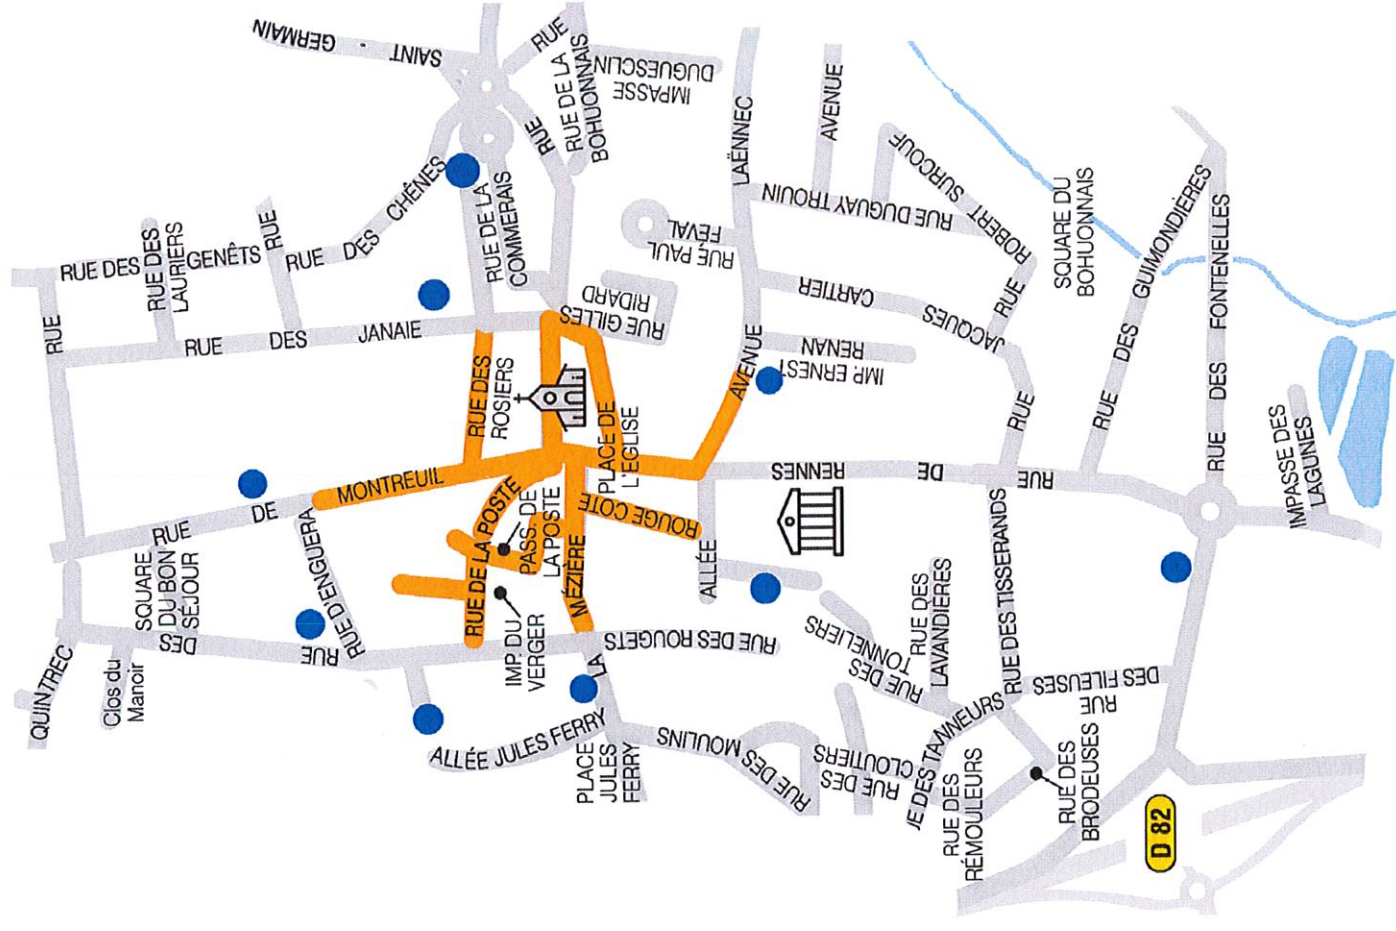 SAINT - GERMAIN
RUE
RUE DE LA
BOHUONNAIS
IMPASSE
DUGUESCLIN
RUE
LAËNNEC
AVENUE
ROBERT SURCOUF
RUE DUGUAY TROUIN
SQUARE DU
BOHUONNAIS
RUE DES CHÊNES
RUE DE LA
COMMERAIS
RUE PAUL
FÉVAL
RUE DES
GENÊTS
RUE
RUE DES
LAURIERS
RUE
RUE DES JANAIE
RUE GILLES
RIDARD
RUE JACQUES CARTIER
RUE
RUE DES GUIMONDIÈRES
RUE DES FONTENELLES
IMP. ERNEST
RENAN
AVENUE
RUE DES
ROSIERS
PLACE DE
L'EGLISE
RUE DE MONTREUIL
RUE DE RENNES
IMPASSE DES
LAGUNES
SQUARE
DU BON
SÉJOUR
RUE D'ENGUERA
RUE DE LA POSTE
PASS. DE
LA POSTE
ALLÉE ROUGE COTE
LA MÉZIÈRE
IMP. DU
VERGER
RUE DES
RUE DES ROUGETS
QUINTREC
Clos du
Manoir
ALLÉE JULES FERRY
PLACE
JULES
FERRY
RUE DES MOULINS
RUE DES
TONNELIERS
RUE DES
LAVANDIÈRES
RUE DES TISSERANDS
RUE
DES FILEUSES
RUE DES
CLOUTIERS
UE DES TANNEURS
RUE DES
RÉMOULEURS
RUE DES
BRODEUSES
D 82